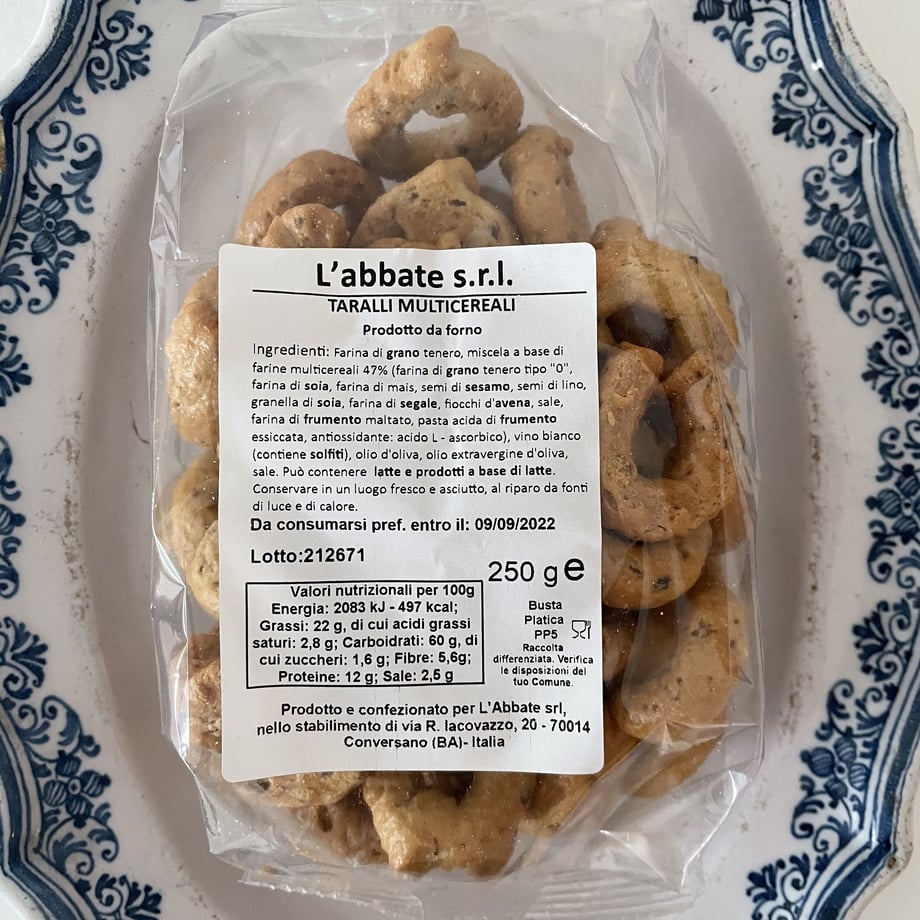 L'abbate s.r.l.
TARALLI MULTICEREALI
Prodotto da forno
Ingredienti: Farina di grano tenero, miscela a base di
farine multicereali 47% (farina di grano tenero tipo "0",
farina di soia, farina di mais, semi di sesamo, semi di lino,
granella di soia, farina di segale, fiocchi d'avena, sale,
farina di frumento maltato, pasta acida di frumento
essiccata, antiossidante: acido L - ascorbico), vino bianco
(contiene solfiti), olio d'oliva, olio extravergine d'oliva,
sale. Può contenere latte e prodotti a base di latte.
Conservare in un luogo fresco e asciutto, al riparo da fonti
di luce e di calore.
Da consumarsi pref. entro il: 09/09/2022
Lotto:212671
250 g e
Valori nutrizionali per 100g
Energia: 2083 kJ - 497 kcal;
Grassi: 22 g, di cui acidi grassi
saturi: 2,8 g; Carboidrati: 60 g, di
cui zuccheri: 1,6 g; Fibre: 5,6g;
Proteine: 12 g; Sale: 2,5 g
Busta
Platica
PP5
Raccolta
differenziata. Verifica
le disposizioni del
tuo Comune.
Prodotto e confezionato per L'Abbate srl,
nello stabilimento di via R. Iacovazzo, 20 - 70014
Conversano (BA)- Italia